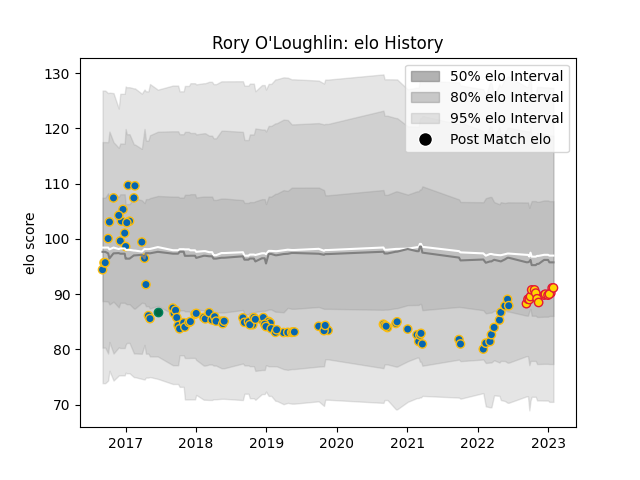 Rory O'Loughlin: elo History
50% elo Interval
80% elo Interval
95% elo Interval
Post Match elo
elo score
130
120
110
100
90
80
70
2017
2018
2019
2020
2021
2022
2023